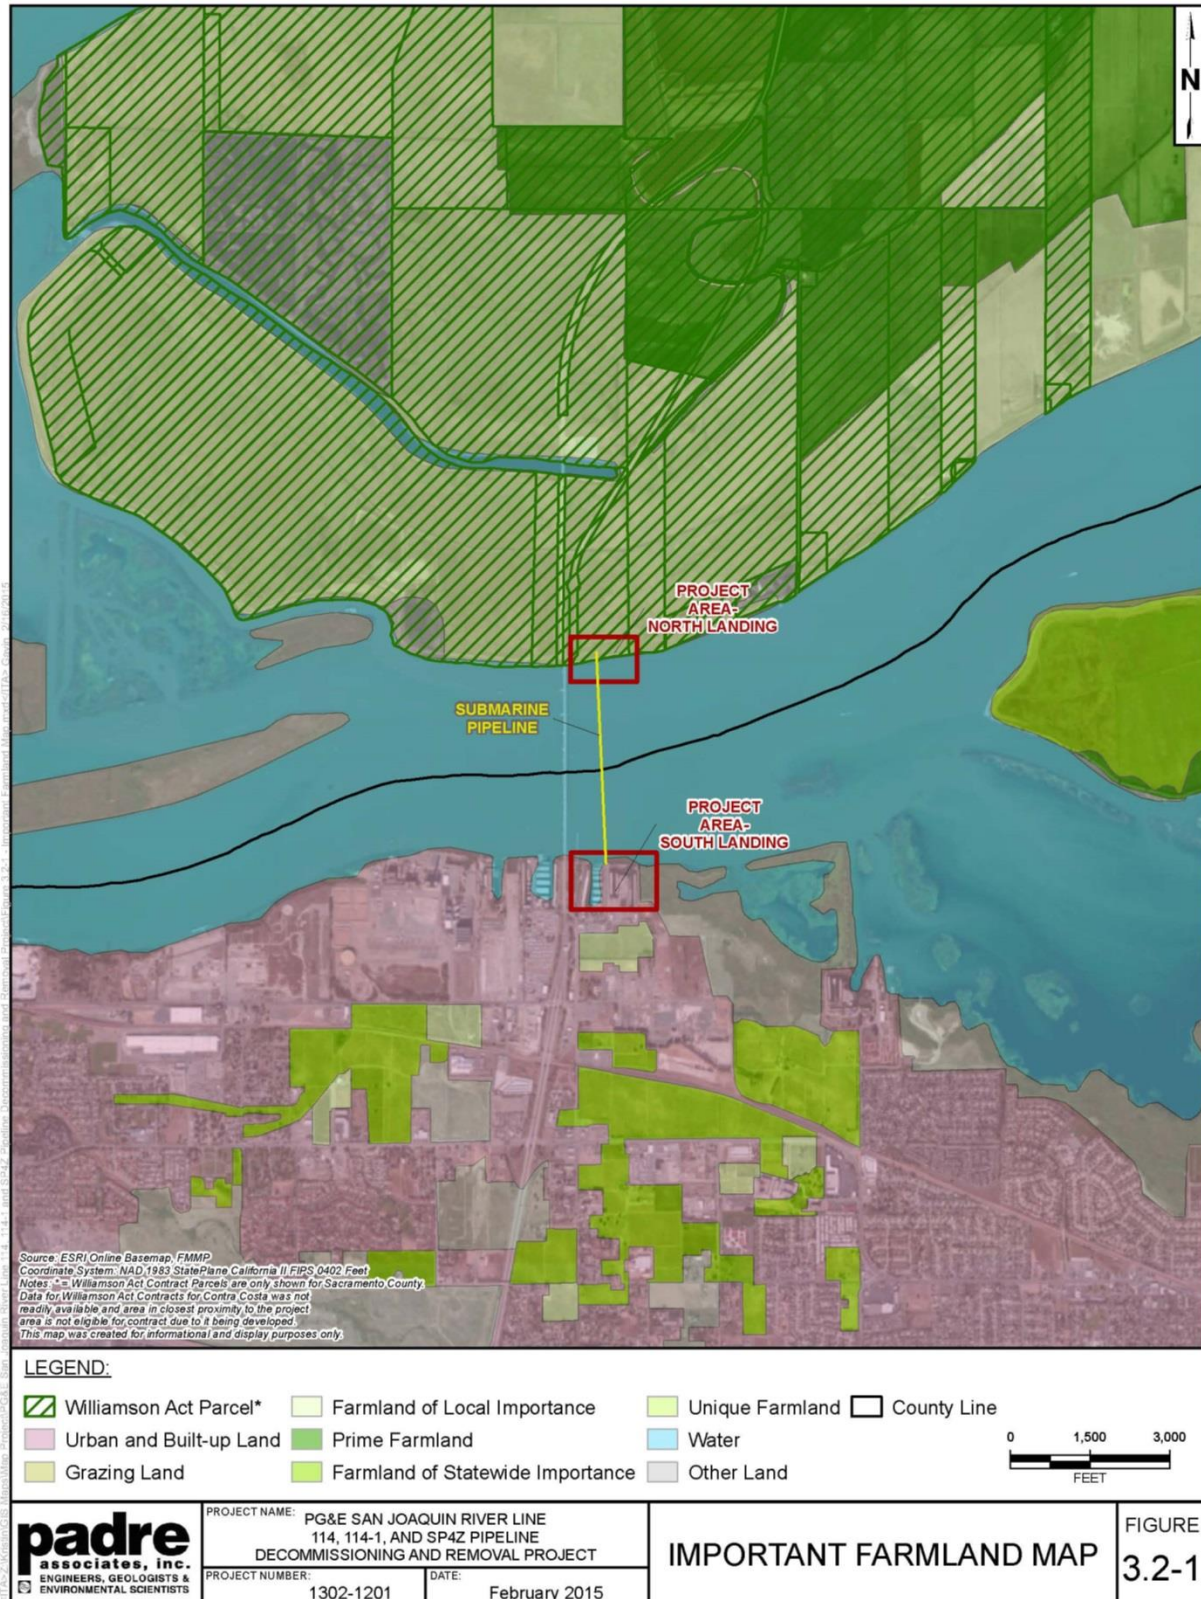 N
PROJECT
AREA-
NORTH LANDING
SUBMARINE
PIPELINE
PROJECT
AREA-
SOUTH LANDING
Source: ESRI Online Basemap, FMMP
Coordinate System: NAD 1983 StatePlane California II FIPS 0402 Feet
Notes: * = Williamson Act Contract Parcels are only shown for Sacramento County.
Data for Williamson Act Contracts for Contra Costa was not
readily available and area in closest proximity to the project
area is not eligible for contract due to it being developed.
This map was created for informational and display purposes only.
LEGEND:
Williamson Act Parcel*
Farmland of Local Importance
Unique Farmland
County Line
Urban and Built-up Land
Prime Farmland
Water
Grazing Land
Farmland of Statewide Importance
Other Land
0 1,500 3,000
FEET
padre
associates, inc.
ENGINEERS, GEOLOGISTS &
ENVIRONMENTAL SCIENTISTS
PROJECT NAME: PG&E SAN JOAQUIN RIVER LINE
114, 114-1, AND SP4Z PIPELINE
DECOMMISSIONING AND REMOVAL PROJECT
PROJECT NUMBER:
1302-1201
DATE:
February 2015
IMPORTANT FARMLAND MAP
FIGURE
3.2-1